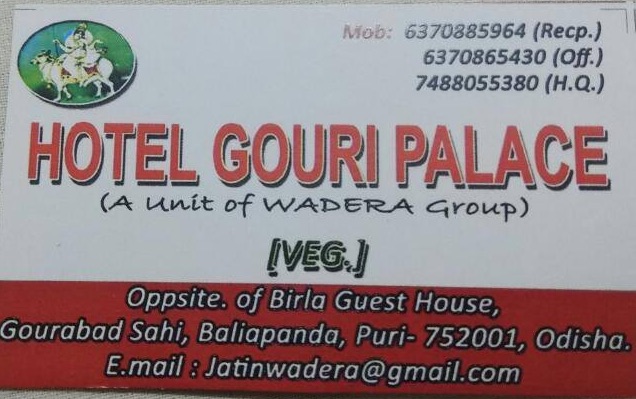 Mob: 6370885964 (Recp.)
6370865430 (Off.)
7488055380 (H.Q.)
HOTEL GOURI PALACE
(A Unit of WADERA Group)
[VEG.]
Oppsite. of Birla Guest House,
Gourabad Sahi, Baliapanda, Puri- 752001, Odisha.
E.mail : Jatinwadera@gmail.com